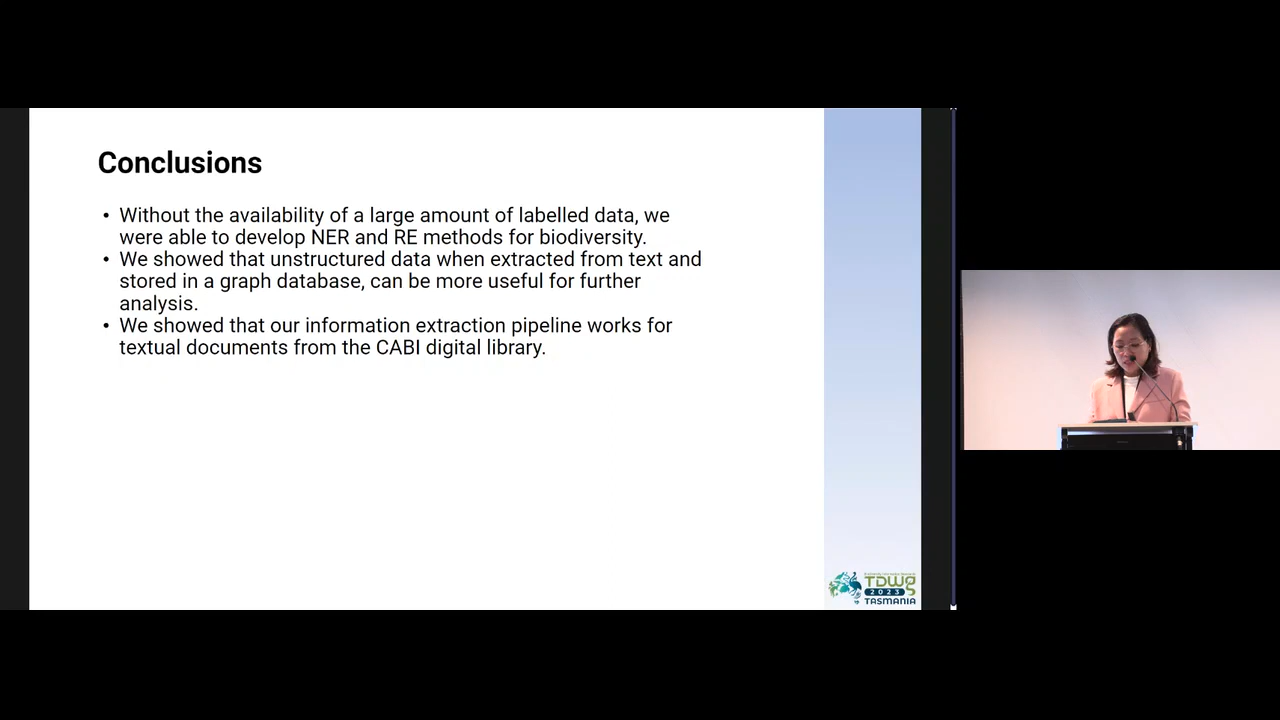 Conclusions
• Without the availability of a large amount of labelled data, we
were able to develop NER and RE methods for biodiversity.
• We showed that unstructured data when extracted from text and
stored in a graph database, can be more useful for further
analysis.
• We showed that our information extraction pipeline works for
textual documents from the CABI digital library.
TDWG
2023
TASMANIA